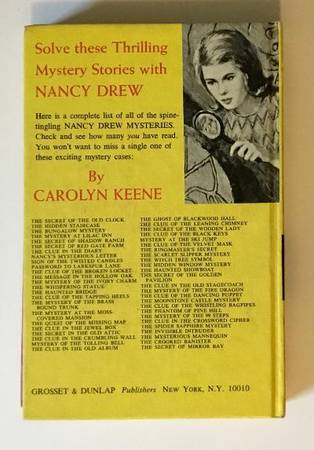 Solve these Thrilling
Mystery Stories with
NANCY DREW
Here is a complete list of all of the spine-
tingling NANCY DREW MYSTERIES.
Check and see how many you have read.
You won't want to miss a single one of
these exciting mystery cases:
By
CAROLYN KEENE
THE SECRET OF THE OLD CLOCK
THE HIDDEN STAIRCASE
THE BUNGALOW MYSTERY
THE MYSTERY AT LILAC INN
THE SECRET OF SHADOW RANCH
THE SECRET OF RED GATE FARM
THE CLUE IN THE DIARY
NANCY'S MYSTERIOUS LETTER
SIGN OF THE TWISTED CANDLES
PASSWORD TO LARKSPUR LANE
THE CLUE OF THE BROKEN LOCKET
THE MESSAGE IN THE HOLLOW OAK
THE MYSTERY OF THE IVORY CHARM
THE WHISPERING STATUE
THE HAUNTED BRIDGE
THE CLUE OF THE TAPPING HEELS
THE MYSTERY OF THE BRASS
BOUND TRUNK
THE MYSTERY AT THE MOSS-
COVERED MANSION
THE QUEST OF THE MISSING MAP
THE CLUE IN THE JEWEL BOX
THE SECRET IN THE OLD ATTIC
THE CLUE IN THE CRUMBLING WALL
MYSTERY OF THE TOLLING BELL
THE CLUE IN THE OLD ALBUM
THE GHOST OF BLACKWOOD HALL
THE CLUE OF THE LEANING CHIMNEY
THE SECRET OF THE WOODEN LADY
THE CLUE OF THE BLACK KEYS
MYSTERY AT THE SKI JUMP
THE CLUE OF THE VELVET MASK
THE RINGMASTER'S SECRET
THE SCARLET SLIPPER MYSTERY
THE WITCH TREE SYMBOL
THE HIDDEN WINDOW MYSTERY
THE HAUNTED SHOWBOAT
THE SECRET OF THE GOLDEN
PAVILION
THE CLUE IN THE OLD STAGECOACH
THE MYSTERY OF THE FIRE DRAGON
THE CLUE OF THE DANCING PUPPET
THE MOONSTONE CASTLE MYSTERY
THE CLUE OF THE WHISTLING BAGPIPES
THE PHANTOM OF PINE HILL
THE MYSTERY OF THE 99 STEPS
THE CLUE IN THE CROSSWORD CIPHER
THE SPIDER SAPPHIRE MYSTERY
THE INVISIBLE INTRUDER
THE MYSTERIOUS MANNEQUIN
THE CROOKED BANISTER
THE SECRET OF MIRROR BAY
GROSSET & DUNLAP Publishers NEW YORK, N.Y. 10010